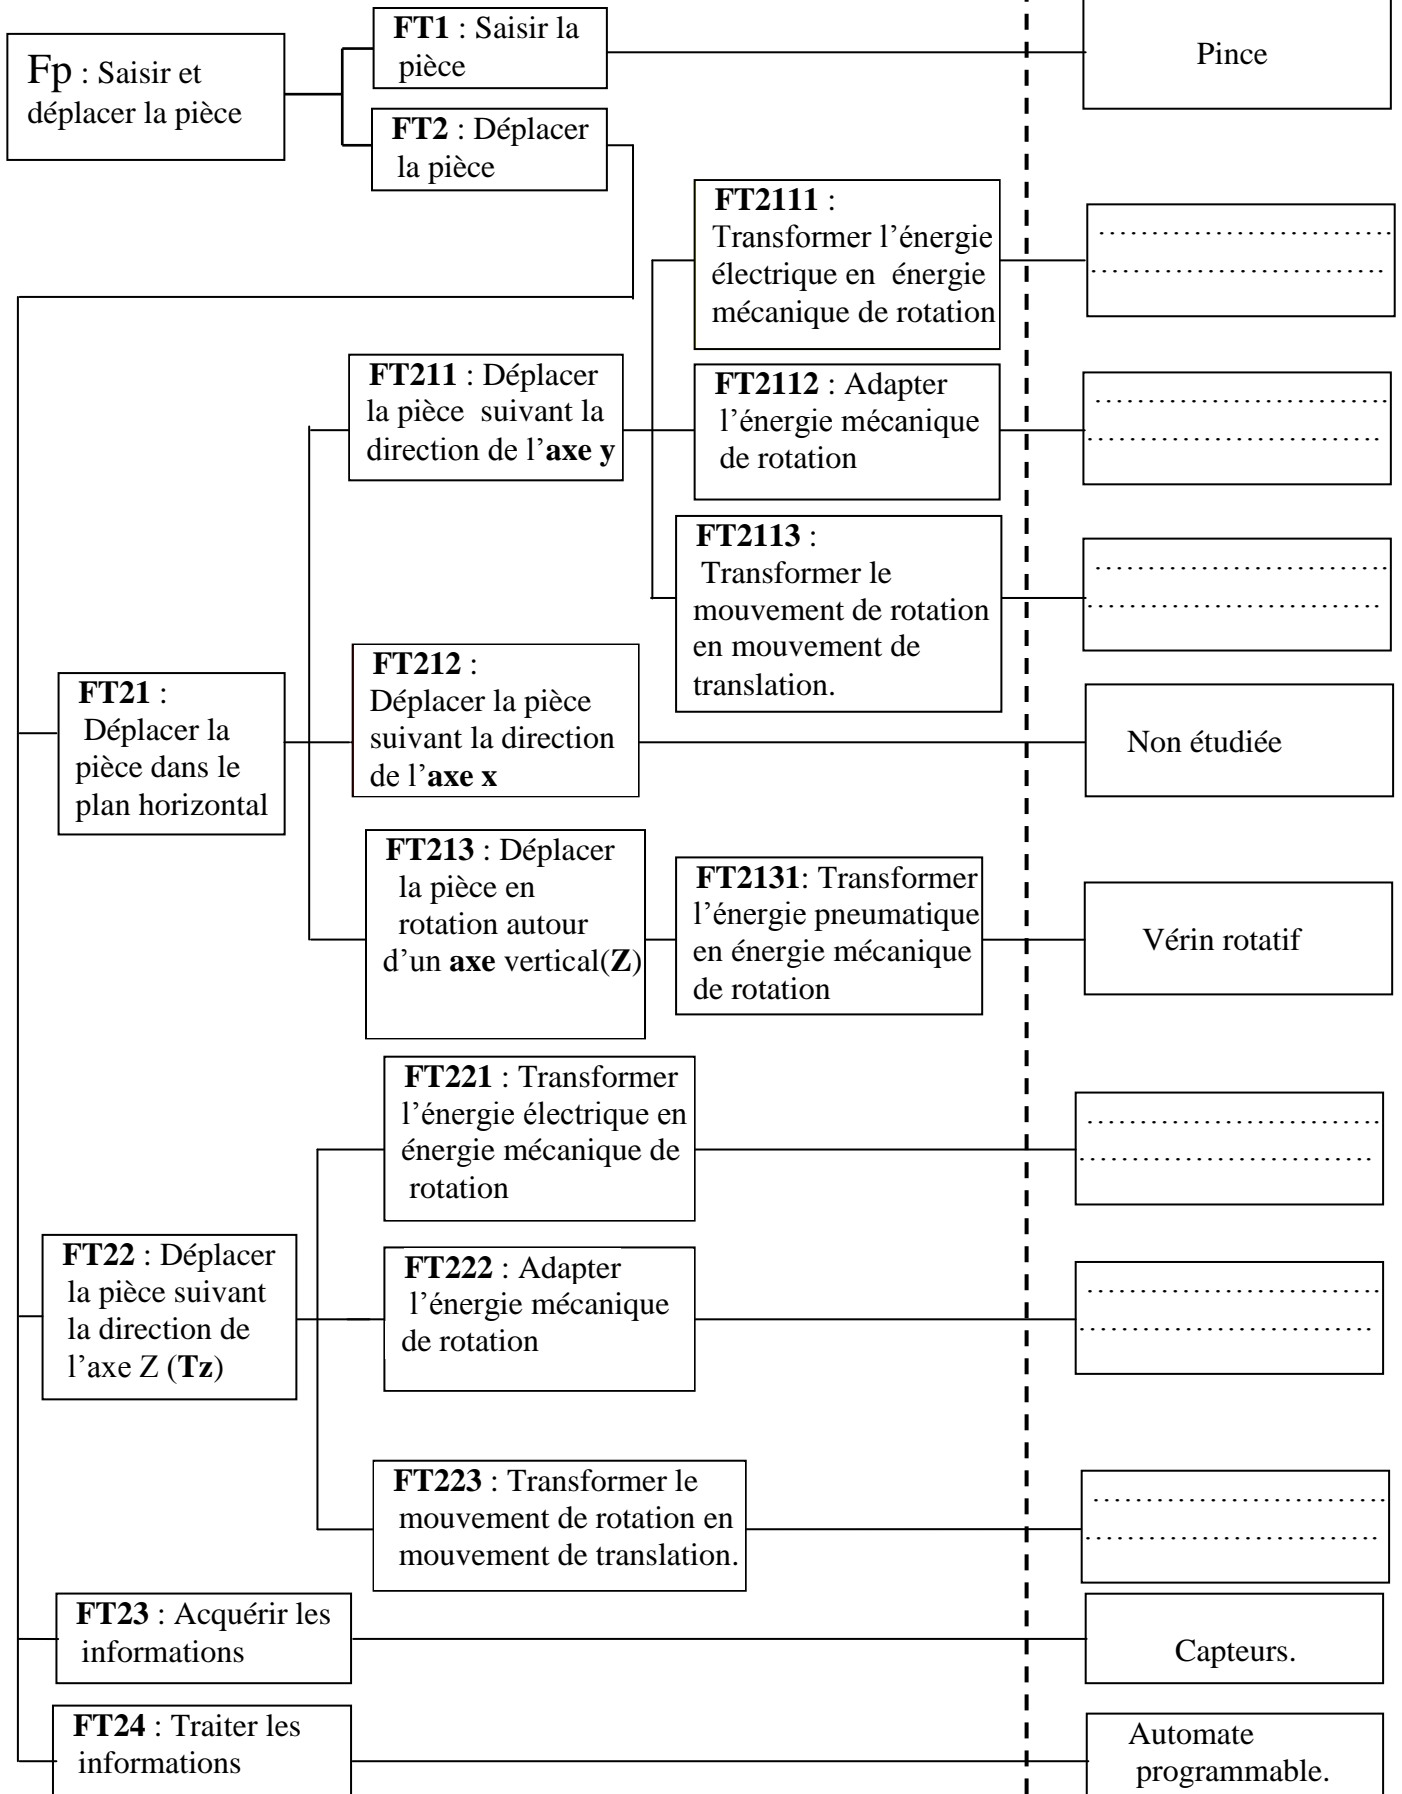 Fp : Saisir et
déplacer la pièce
FT1 : Saisir la
pièce
Pince
FT2 : Déplacer
la pièce
FT2111 :
Transformer l’énergie
électrique en énergie
mécanique de rotation
..............................
..............................
FT211 : Déplacer
la pièce suivant la
direction de l’axe y
FT2112 : Adapter
l’énergie mécanique
de rotation
..............................
..............................
FT2113 :
Transformer le
mouvement de rotation
en mouvement de
translation.
..............................
..............................
FT21 :
Déplacer la
pièce dans le
plan horizontal
FT212 :
Déplacer la pièce
suivant la direction
de l’axe x
Non étudiée
FT213 : Déplacer
la pièce en
rotation autour
d’un axe vertical(Z)
FT2131: Transformer
l’énergie pneumatique
en énergie mécanique
de rotation
Vérin rotatif
FT221 : Transformer
l’énergie électrique en
énergie mécanique de
rotation
..............................
..............................
FT22 : Déplacer
la pièce suivant
la direction de
l’axe Z (Tz)
FT222 : Adapter
l’énergie mécanique
de rotation
..............................
..............................
FT223 : Transformer le
mouvement de rotation en
mouvement de translation.
..............................
..............................
FT23 : Acquérir les
informations
Capteurs.
FT24 : Traiter les
informations
Automate
programmable.